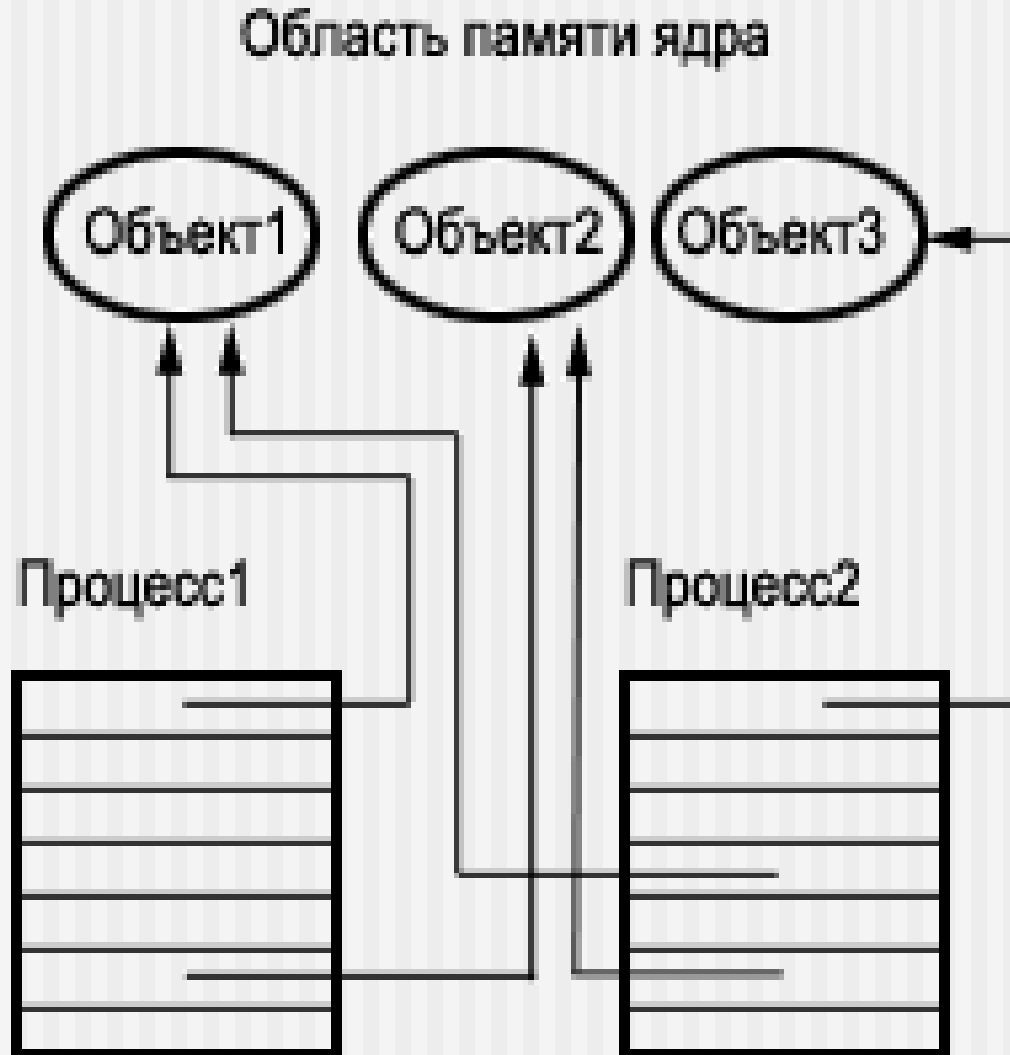 Область памяти ядра
Объект1
Объект2
Объект3
Процесс1
Процесс2